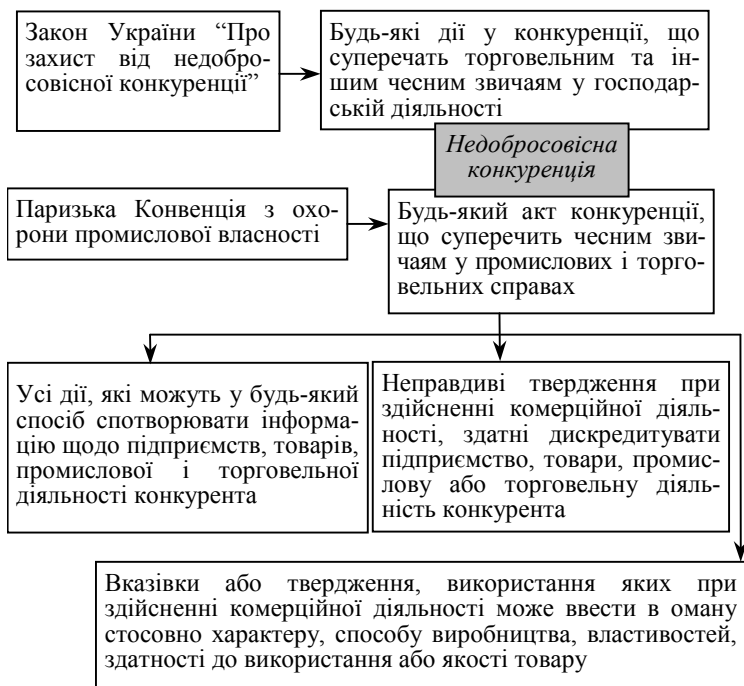 Закон України “Про
захист від недобро-
совісної конкуренції”
Будь-які дії у конкуренції, що
суперечать торговельним та ін-
шим чесним звичаям у господар-
ській діяльності
Недобросовісна
конкуренція
Паризька Конвенція з охо-
рони промислової власності
Будь-який акт конкуренції,
що суперечить чесним зви-
чаям у промислових і торго-
вельних справах
Усі дії, які можуть у будь-який
спосіб спотворювати інформа-
цію щодо підприємств, товарів,
промислової і торговельної
діяльності конкурента
Неправдиві твердження при
здійсненні комерційної діяль-
ності, здатні дискредитувати
підприємство, товари, промис-
лову або торговельну діяль-
ність конкурента
Вказівки або твердження, використання яких при
здійсненні комерційної діяльності може ввести в оману
стосовно характеру, способу виробництва, властивостей,
здатності до використання або якості товару